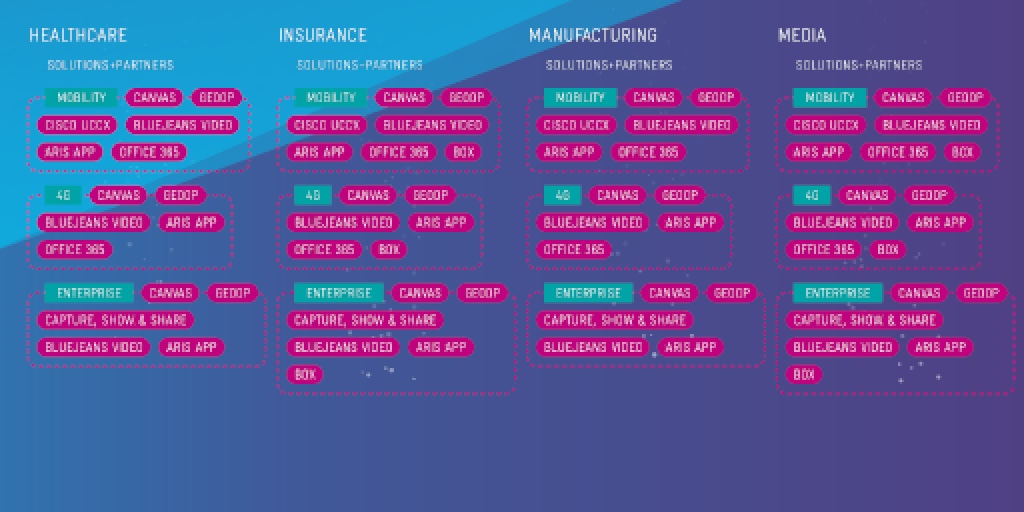 HEALTHCARE
SOLUTIONS+PARTNERS
MOBILITY CANVAS GEOOP
CISCO UCCX BLUEJEANS VIDEO
ARIS APP OFFICE 365
4G CANVAS GEOOP
BLUEJEANS VIDEO ARIS APP
OFFICE 365
ENTERPRISE CANVAS GEOOP
CAPTURE, SHOW & SHARE
BLUEJEANS VIDEO ARIS APP
INSURANCE
SOLUTIONS+PARTNERS
MOBILITY CANVAS GEOOP
CISCO UCCX BLUEJEANS VIDEO
ARIS APP OFFICE 365 BOX
4G CANVAS GEOOP
BLUEJEANS VIDEO ARIS APP
OFFICE 365 BOX
ENTERPRISE CANVAS GEOOP
CAPTURE, SHOW & SHARE
BLUEJEANS VIDEO ARIS APP
BOX
MANUFACTURING
SOLUTIONS+PARTNERS
MOBILITY CANVAS GEOOP
CISCO UCCX BLUEJEANS VIDEO
ARIS APP OFFICE 365
4G CANVAS GEOOP
BLUEJEANS VIDEO ARIS APP
OFFICE 365
ENTERPRISE CANVAS GEOOP
CAPTURE, SHOW & SHARE
BLUEJEANS VIDEO ARIS APP
MEDIA
SOLUTIONS+PARTNERS
MOBILITY CANVAS GEOOP
CISCO UCCX BLUEJEANS VIDEO
ARIS APP OFFICE 365 BOX
4G CANVAS GEOOP
BLUEJEANS VIDEO ARIS APP
OFFICE 365 BOX
ENTERPRISE CANVAS GEOOP
CAPTURE, SHOW & SHARE
BLUEJEANS VIDEO ARIS APP
BOX